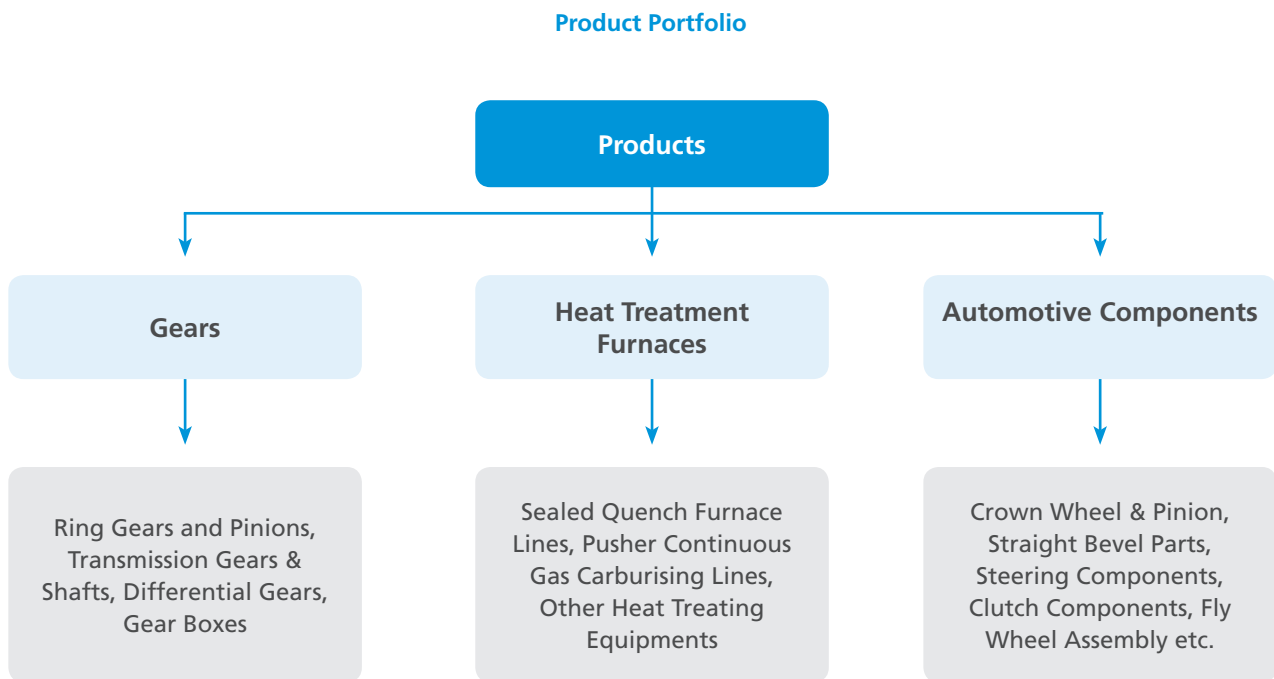 Product Portfolio
Products
Gears
Heat Treatment
Furnaces
Automotive Components
Ring Gears and Pinions,
Transmission Gears &
Shafts, Differential Gears,
Gear Boxes
Sealed Quench Furnace
Lines, Pusher Continuous
Gas Carburising Lines,
Other Heat Treating
Equipments
Crown Wheel & Pinion,
Straight Bevel Parts,
Steering Components,
Clutch Components, Fly
Wheel Assembly etc.